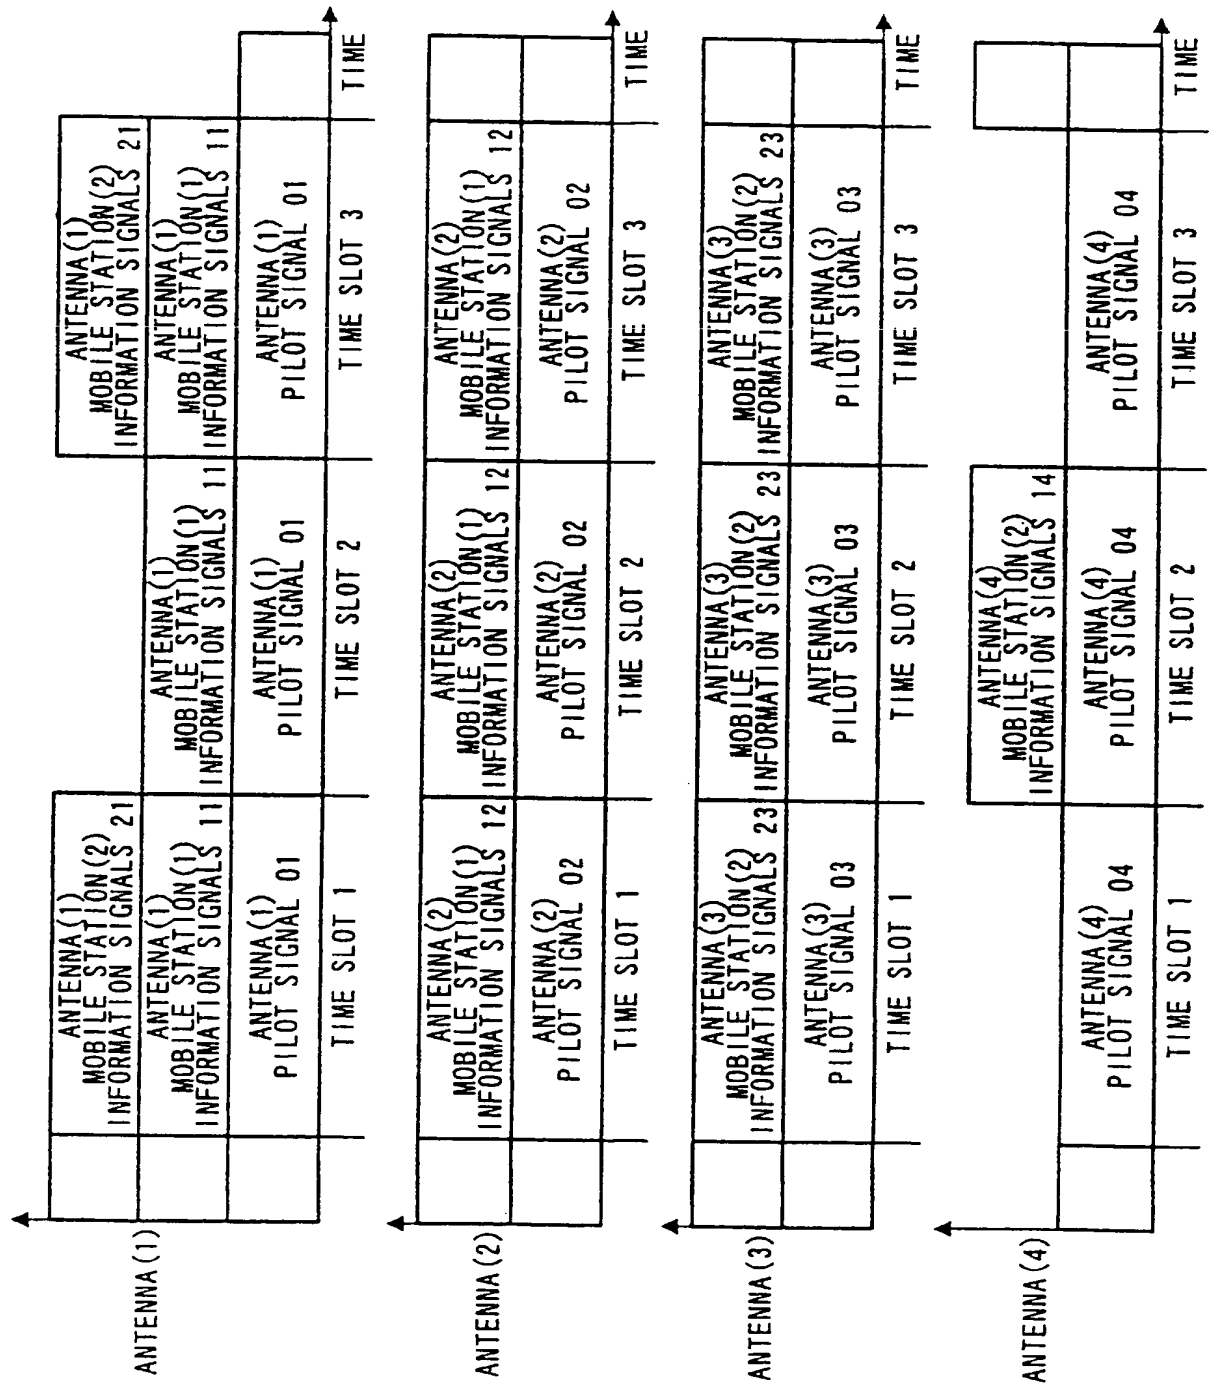 ANTENNA(1)
ANTENNA(1)
MOBILE STATION(2)
INFORMATION SIGNALS 21
ANTENNA(1)
MOBILE STATION(1)
INFORMATION SIGNALS 11
ANTENNA(1)
PILOT SIGNAL 01
ANTENNA(1)
MOBILE STATION(1)
INFORMATION SIGNALS 11
ANTENNA(1)
PILOT SIGNAL 01
ANTENNA(1)
MOBILE STATION(2)
INFORMATION SIGNALS 21
ANTENNA(1)
MOBILE STATION(1)
INFORMATION SIGNALS 11
ANTENNA(1)
PILOT SIGNAL 01
TIME SLOT 1
TIME SLOT 2
TIME SLOT 3
TIME
ANTENNA(2)
ANTENNA(2)
MOBILE STATION(1)
INFORMATION SIGNALS 12
ANTENNA(2)
PILOT SIGNAL 02
ANTENNA(2)
MOBILE STATION(1)
INFORMATION SIGNALS 12
ANTENNA(2)
PILOT SIGNAL 02
ANTENNA(2)
MOBILE STATION(1)
INFORMATION SIGNALS 12
ANTENNA(2)
PILOT SIGNAL 02
TIME SLOT 1
TIME SLOT 2
TIME SLOT 3
TIME
ANTENNA(3)
ANTENNA(3)
MOBILE STATION(2)
INFORMATION SIGNALS 23
ANTENNA(3)
PILOT SIGNAL 03
ANTENNA(3)
MOBILE STATION(2)
INFORMATION SIGNALS 23
ANTENNA(3)
PILOT SIGNAL 03
ANTENNA(3)
MOBILE STATION(2)
INFORMATION SIGNALS 23
ANTENNA(3)
PILOT SIGNAL 03
TIME SLOT 1
TIME SLOT 2
TIME SLOT 3
TIME
ANTENNA(4)
ANTENNA(4)
PILOT SIGNAL 04
ANTENNA(4)
MOBILE STATION(2)
INFORMATION SIGNALS 14
ANTENNA(4)
PILOT SIGNAL 04
ANTENNA(4)
PILOT SIGNAL 04
TIME SLOT 1
TIME SLOT 2
TIME SLOT 3
TIME